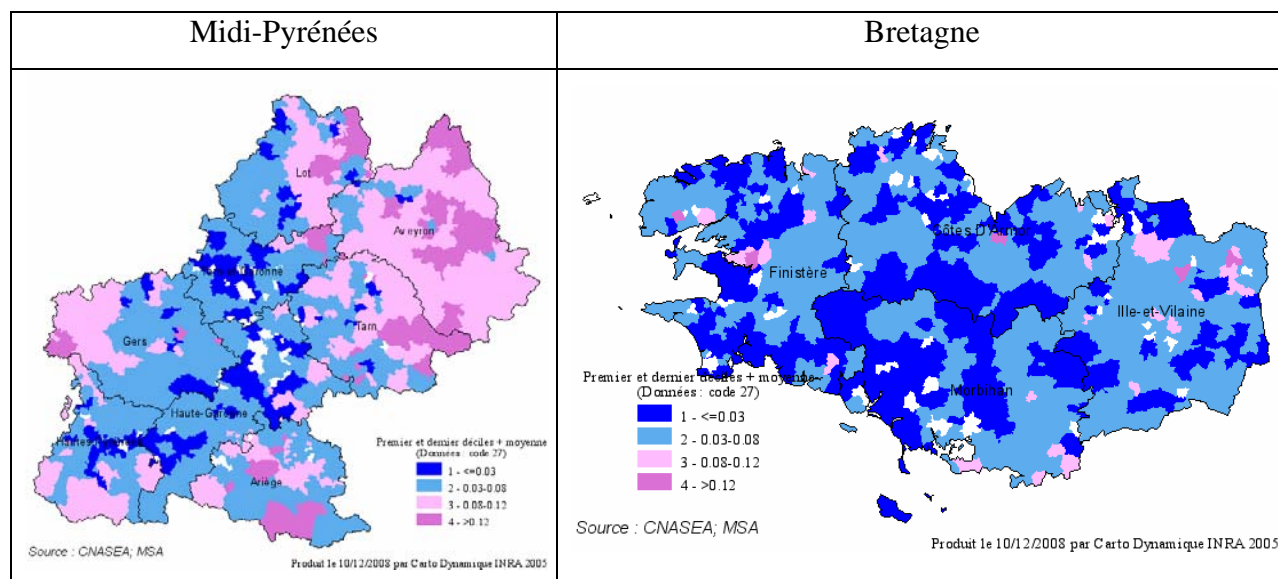 Midi-Pyrénées
Bretagne
Lot
Aveyron
Tarn
Gers
Haute-Garonne
Ariège
Premier et dernier déciles + moyenne
(Données : code 27)
1 - <=0.03
2 - 0.03-0.08
3 - 0.08-0.12
4 - >0.12
Source : CNASEA; MSA
Produit le 10/12/2008 par Carto Dynamique INRA 2005
Côtes D'Armor
Finistère
Ille-et-Vilaine
Morbihan
Premier et dernier déciles + moyenne
(Données : code 27)
1 - <=0.03
2 - 0.03-0.08
3 - 0.08-0.12
4 - >0.12
Source : CNASEA; MSA
Produit le 10/12/2008 par Carto Dynamique INRA 2005